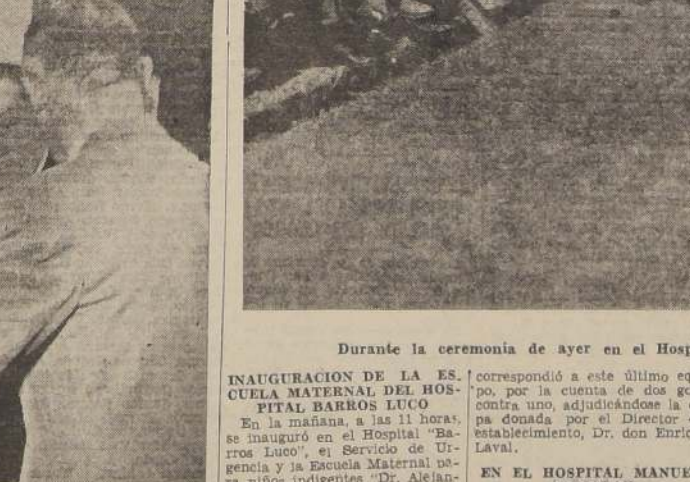 Durante la ceremonia de ayer en el Hosp
INAUGURACION DE LA ES-
CUELA MATERNAL DEL HOS-
PITAL BARROS LUCO
En la mañana, a las 11 horas,
se inauguró en el Hospital "Ba-
rros Luco", el Servicio de Ur-
gencia y la Escuela Maternal pa-
ra niños indigentes "Dr. Alejan-
correspondió a este último eq
po, por la cuenta de dos go
contra uno, adjudicándose la
pa donada por el Director
establecimiento, Dr. don Enric
Laval.
EN EL HOSPITAL MANUE